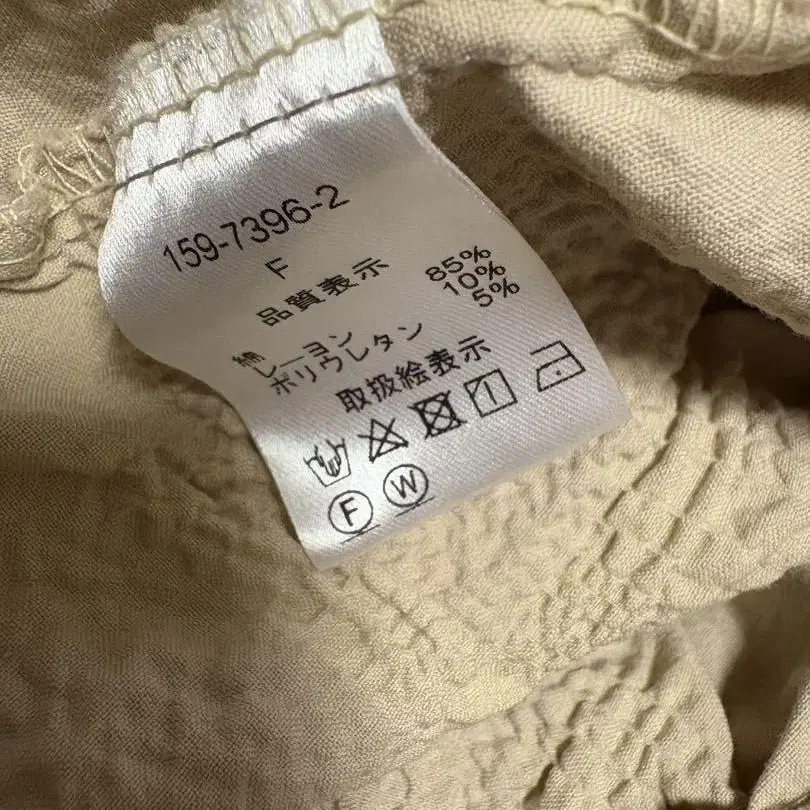 159-7396-2
F
品質表示
綿 85%
レーヨン 10%
ポリウレタン 5%
取扱絵表示
F W